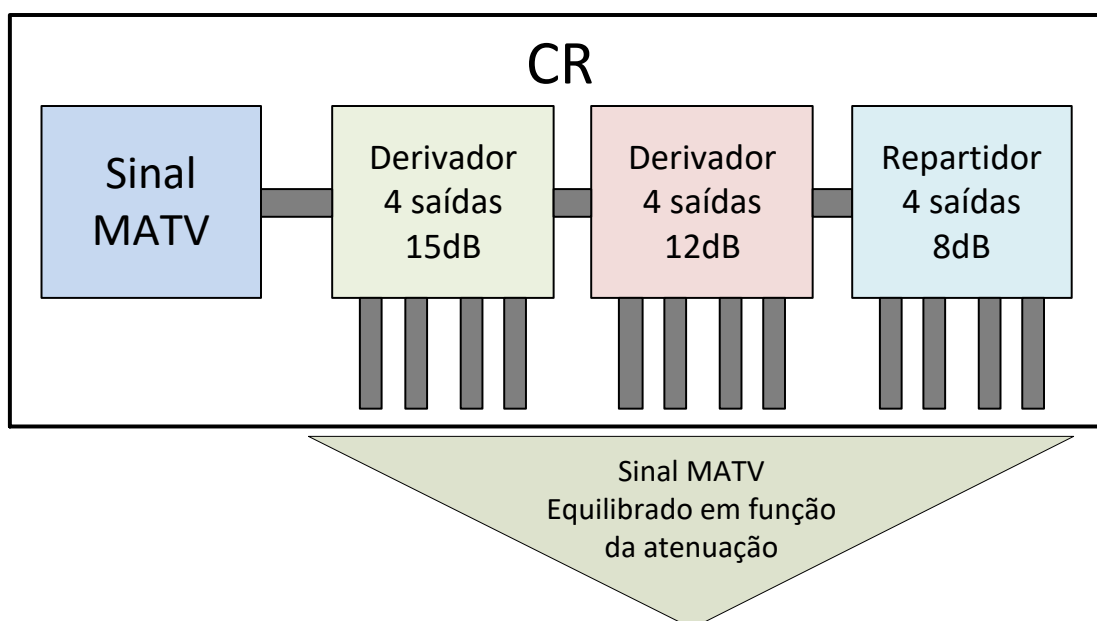 CR
Sinal
MATV
Derivador
4 saídas
15dB
Derivador
4 saídas
12dB
Repartidor
4 saídas
8dB
Sinal MATV
Equilibrado em função
da atenuação